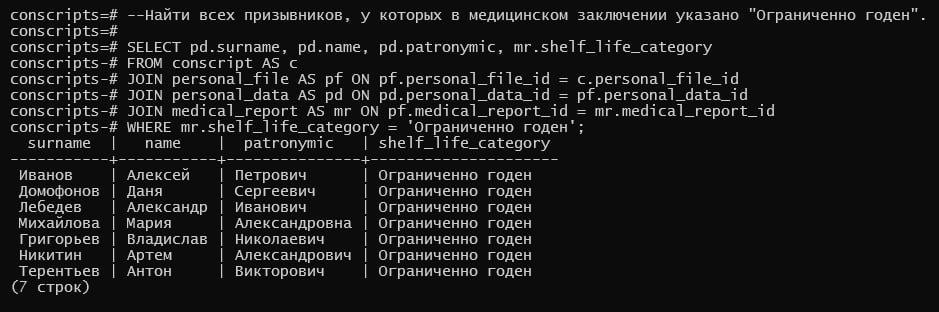 conscripts=# --Найти всех призывников, у которых в медицинском заключении указано "Ограниченно годен".
conscripts=#
conscripts=# SELECT pd.surname, pd.name, pd.patronymic, mr.shelf_life_category
conscripts-# FROM conscript AS c
conscripts-# JOIN personal_file AS pf ON pf.personal_file_id = c.personal_file_id
conscripts-# JOIN personal_data AS pd ON pd.personal_data_id = pf.personal_data_id
conscripts-# JOIN medical_report AS mr ON pf.medical_report_id = mr.medical_report_id
conscripts-# WHERE mr.shelf_life_category = 'Ограниченно годен';
  surname  |   name    |  patronymic   | shelf_life_category
-----------+-----------+---------------+---------------------
 Иванов    | Алексей   | Петрович      | Ограниченно годен
 Домофонов | Даня      | Сергеевич     | Ограниченно годен
 Лебедев   | Александр | Иванович      | Ограниченно годен
 Михайлова | Мария     | Александровна | Ограниченно годен
 Григорьев | Владислав | Николаевич    | Ограниченно годен
 Никитин   | Артем     | Александрович | Ограниченно годен
 Терентьев | Антон     | Викторович    | Ограниченно годен
(7 строк)